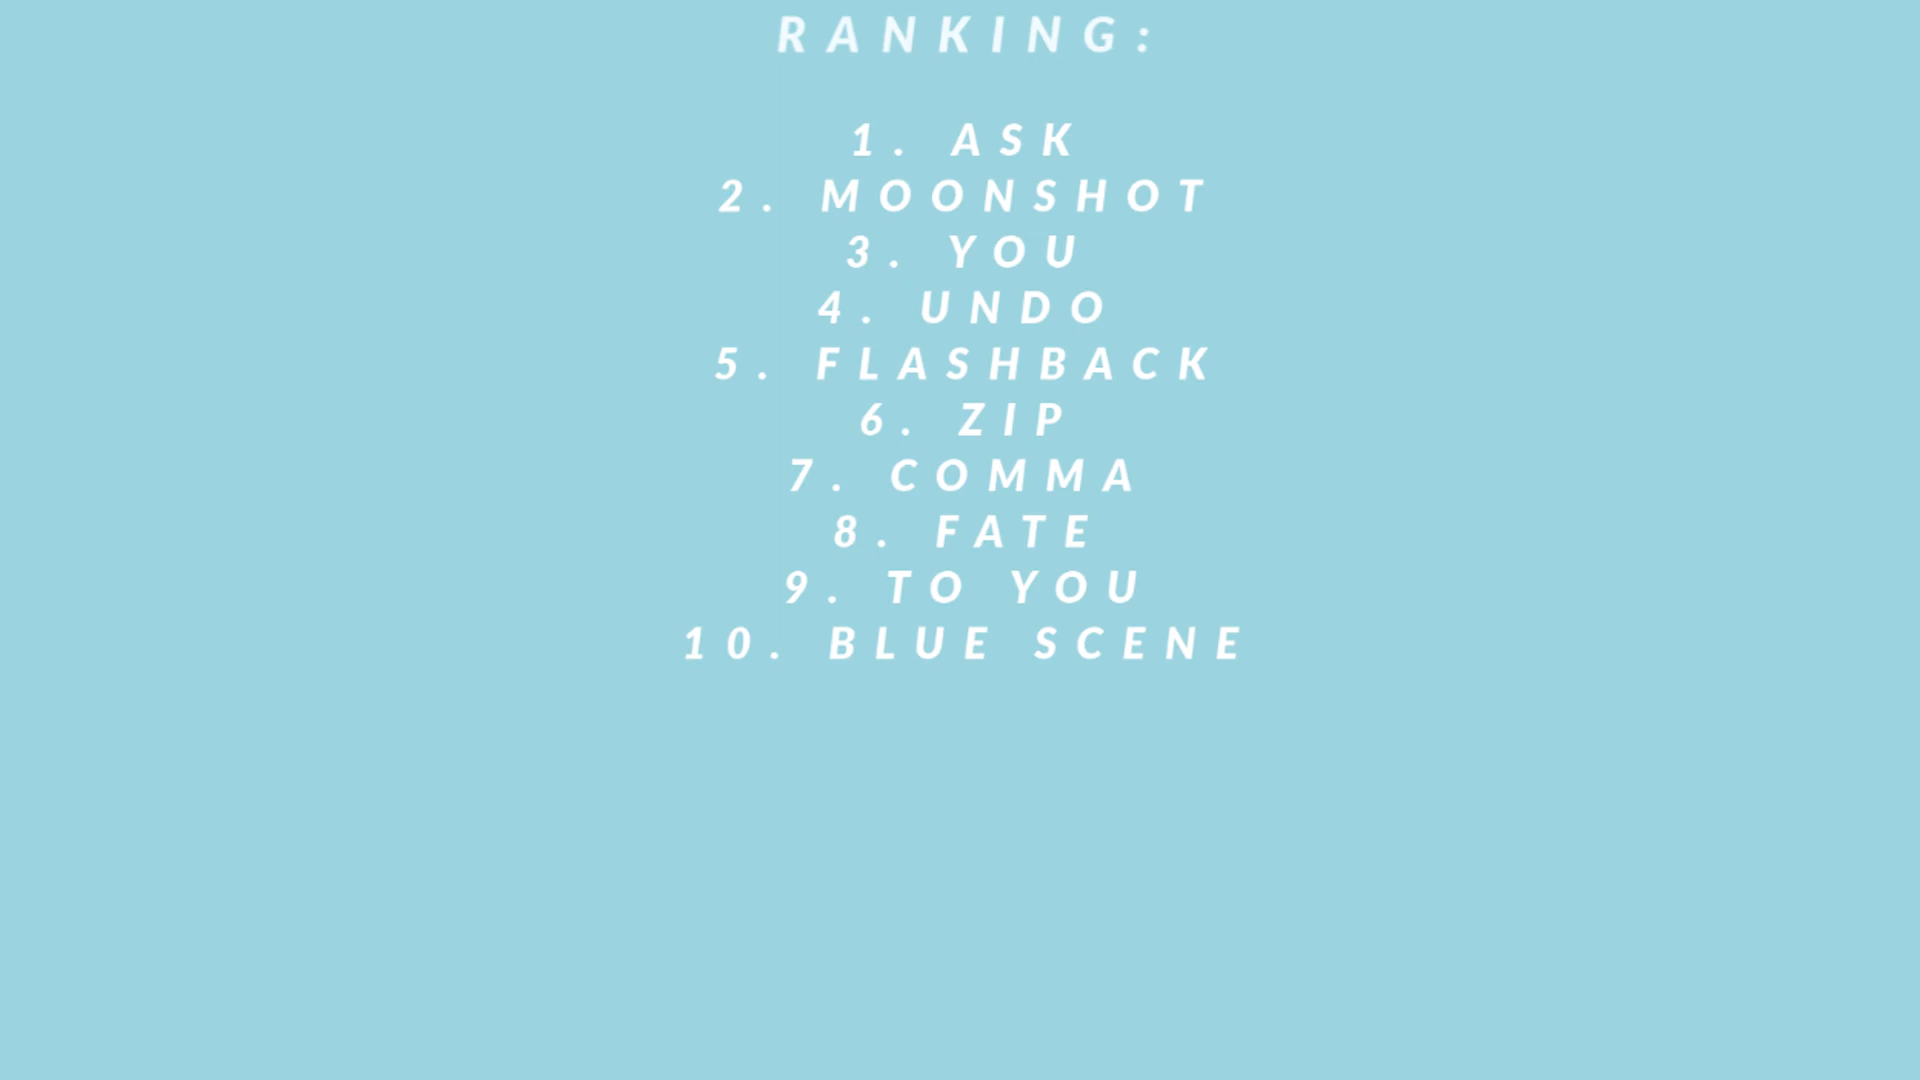 RANKING:
1. ASK
2. MOONSHOT
3. YOU
4. UNDO
5. FLASHBACK
6. ZIP
7. COMMA
8. FATE
9. TO YOU
10. BLUE SCENE